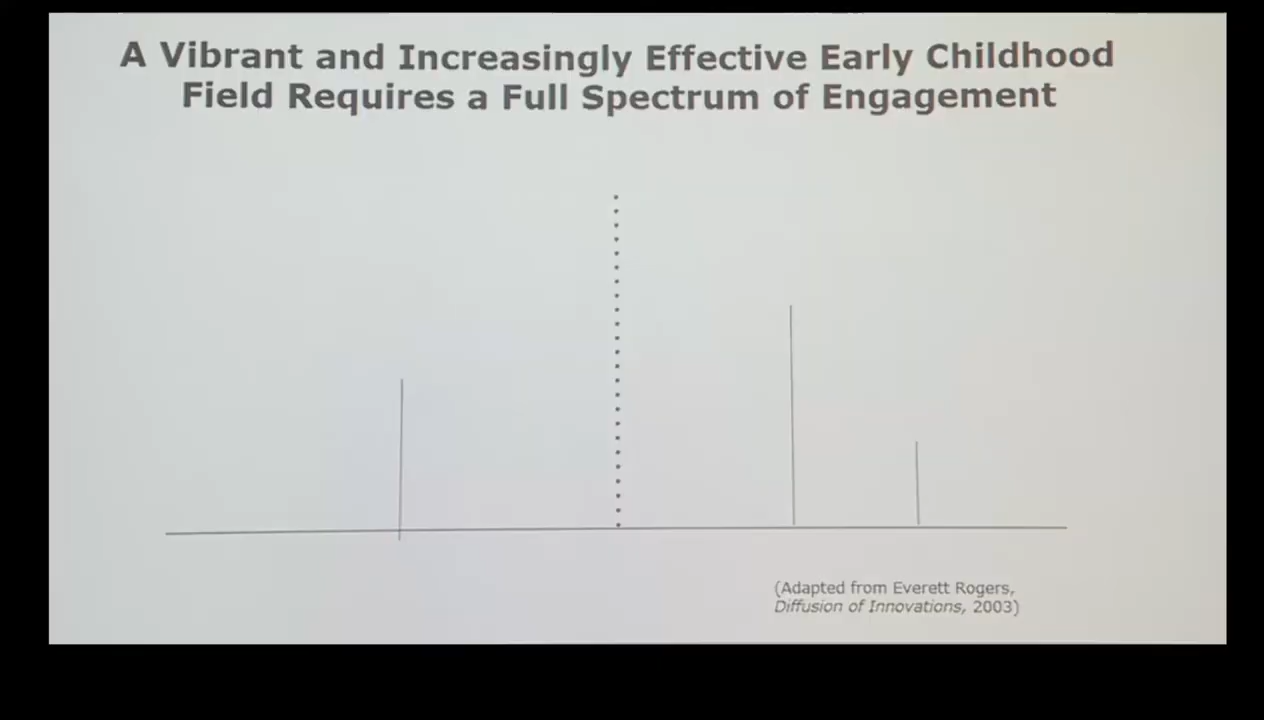 A Vibrant and Increasingly Effective Early Childhood
Field Requires a Full Spectrum of Engagement
(Adapted from Everett Rogers,
Diffusion of Innovations, 2003)